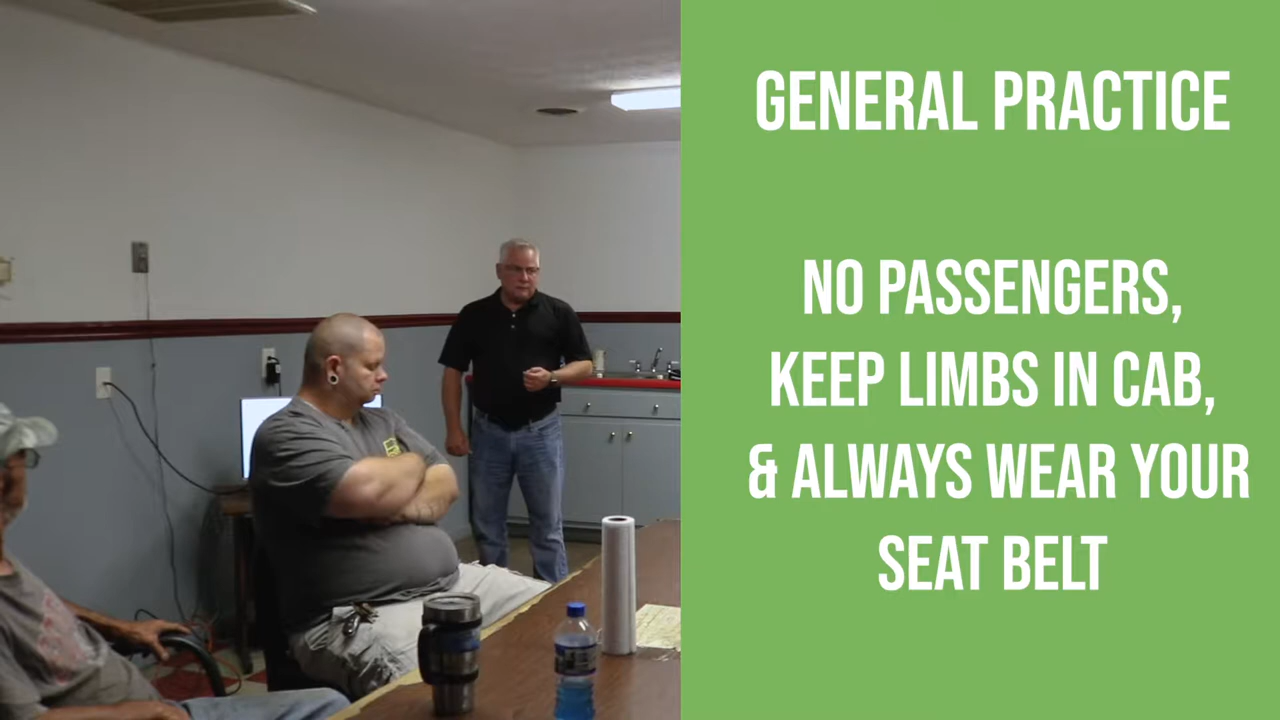 GENERAL PRACTICE
NO PASSENGERS,
KEEP LIMBS IN CAB,
& ALWAYS WEAR YOUR
SEAT BELT